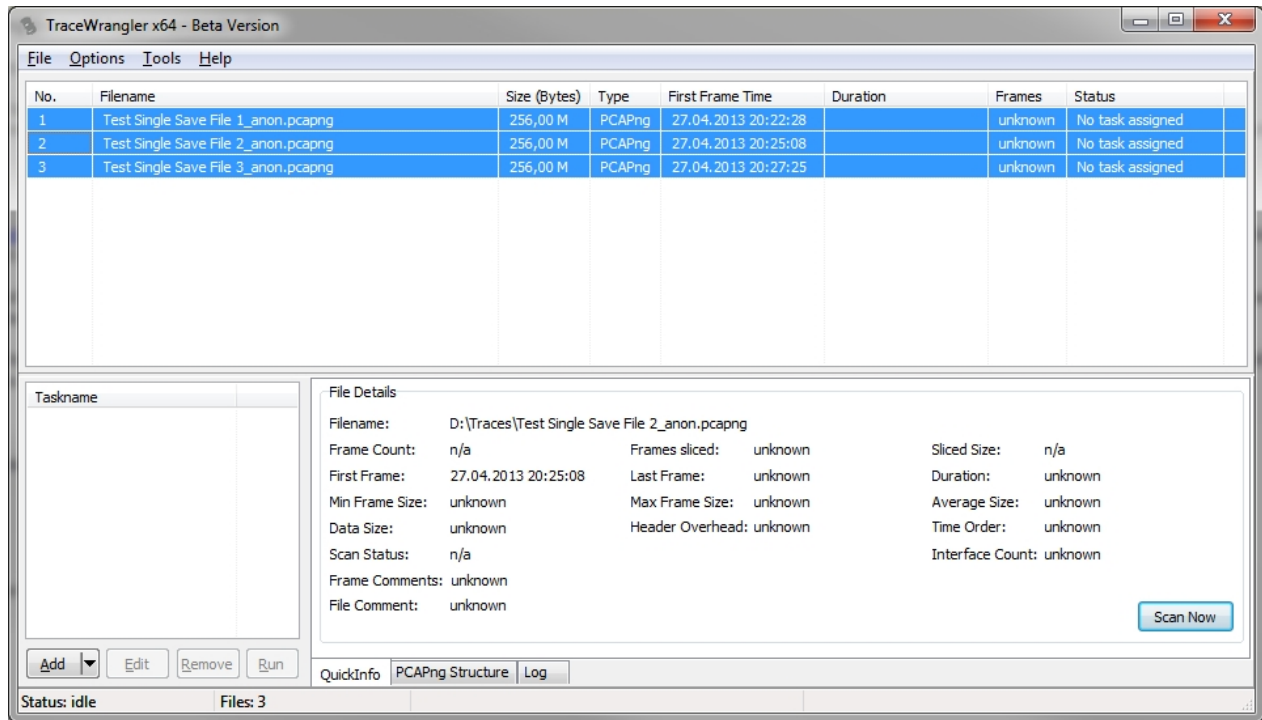 TraceWrangler x64 - Beta Version
File Options Tools Help
No. Filename Size (Bytes) Type First Frame Time Duration Frames Status
1 Test Single Save File 1_anon.pcapng 256,00 M PCAPng 27.04.2013 20:22:28 unknown No task assigned
2 Test Single Save File 2_anon.pcapng 256,00 M PCAPng 27.04.2013 20:25:08 unknown No task assigned
3 Test Single Save File 3_anon.pcapng 256,00 M PCAPng 27.04.2013 20:27:25 unknown No task assigned
Taskname
File Details
Filename: D:\Traces\Test Single Save File 2_anon.pcapng
Frame Count: n/a Frames sliced: unknown Sliced Size: n/a
First Frame: 27.04.2013 20:25:08 Last Frame: unknown Duration: unknown
Min Frame Size: unknown Max Frame Size: unknown Average Size: unknown
Data Size: unknown Header Overhead: unknown Time Order: unknown
Scan Status: n/a Interface Count: unknown
Frame Comments: unknown
File Comment: unknown
Scan Now
Add Edit Remove Run
QuickInfo PCAPng Structure Log
Status: idle Files: 3